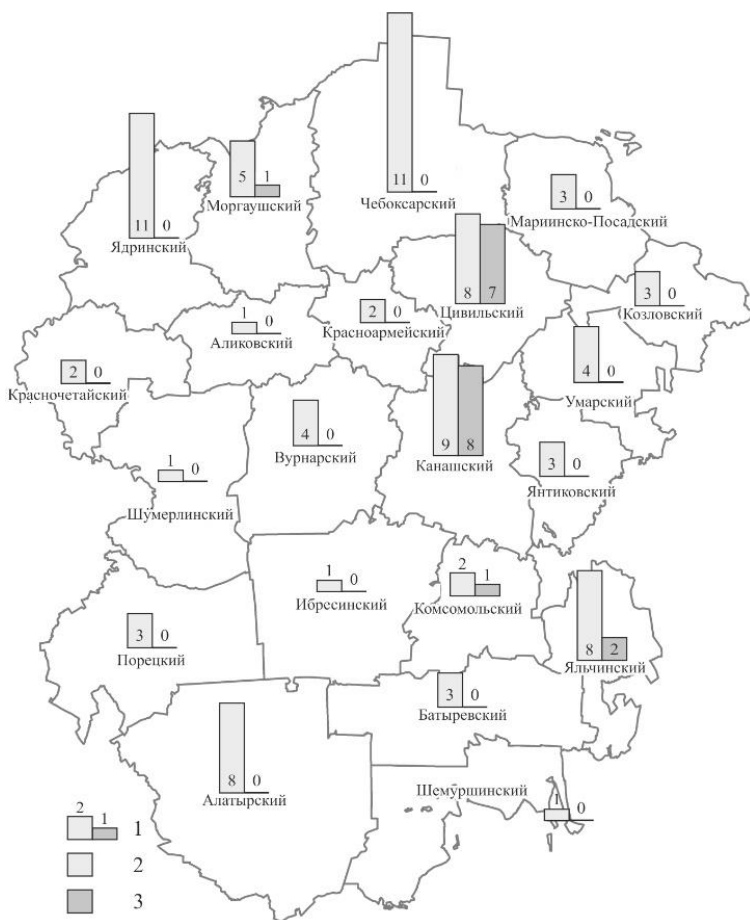 11 0
Чебоксарский
11 0
Ядринский
5 1
Моргаушский
3 0
Мариинско-Посадский
8 7
Цивильский
3 0
Козловский
1 0
Аликовский
2 0
Красноармейский
2 0
Красночетайский
4 0
Умарский
4 0
Вурнарский
9 8
Канашский
3 0
Янтиковский
1 0
Шумерлинский
1 0
Ибресинский
2 1
Комсомольский
8 2
Яльчинский
3 0
Порецкий
3 0
Батыревский
8 0
Алатырский
Шемуршинский
1 0
2 1 1
2
3